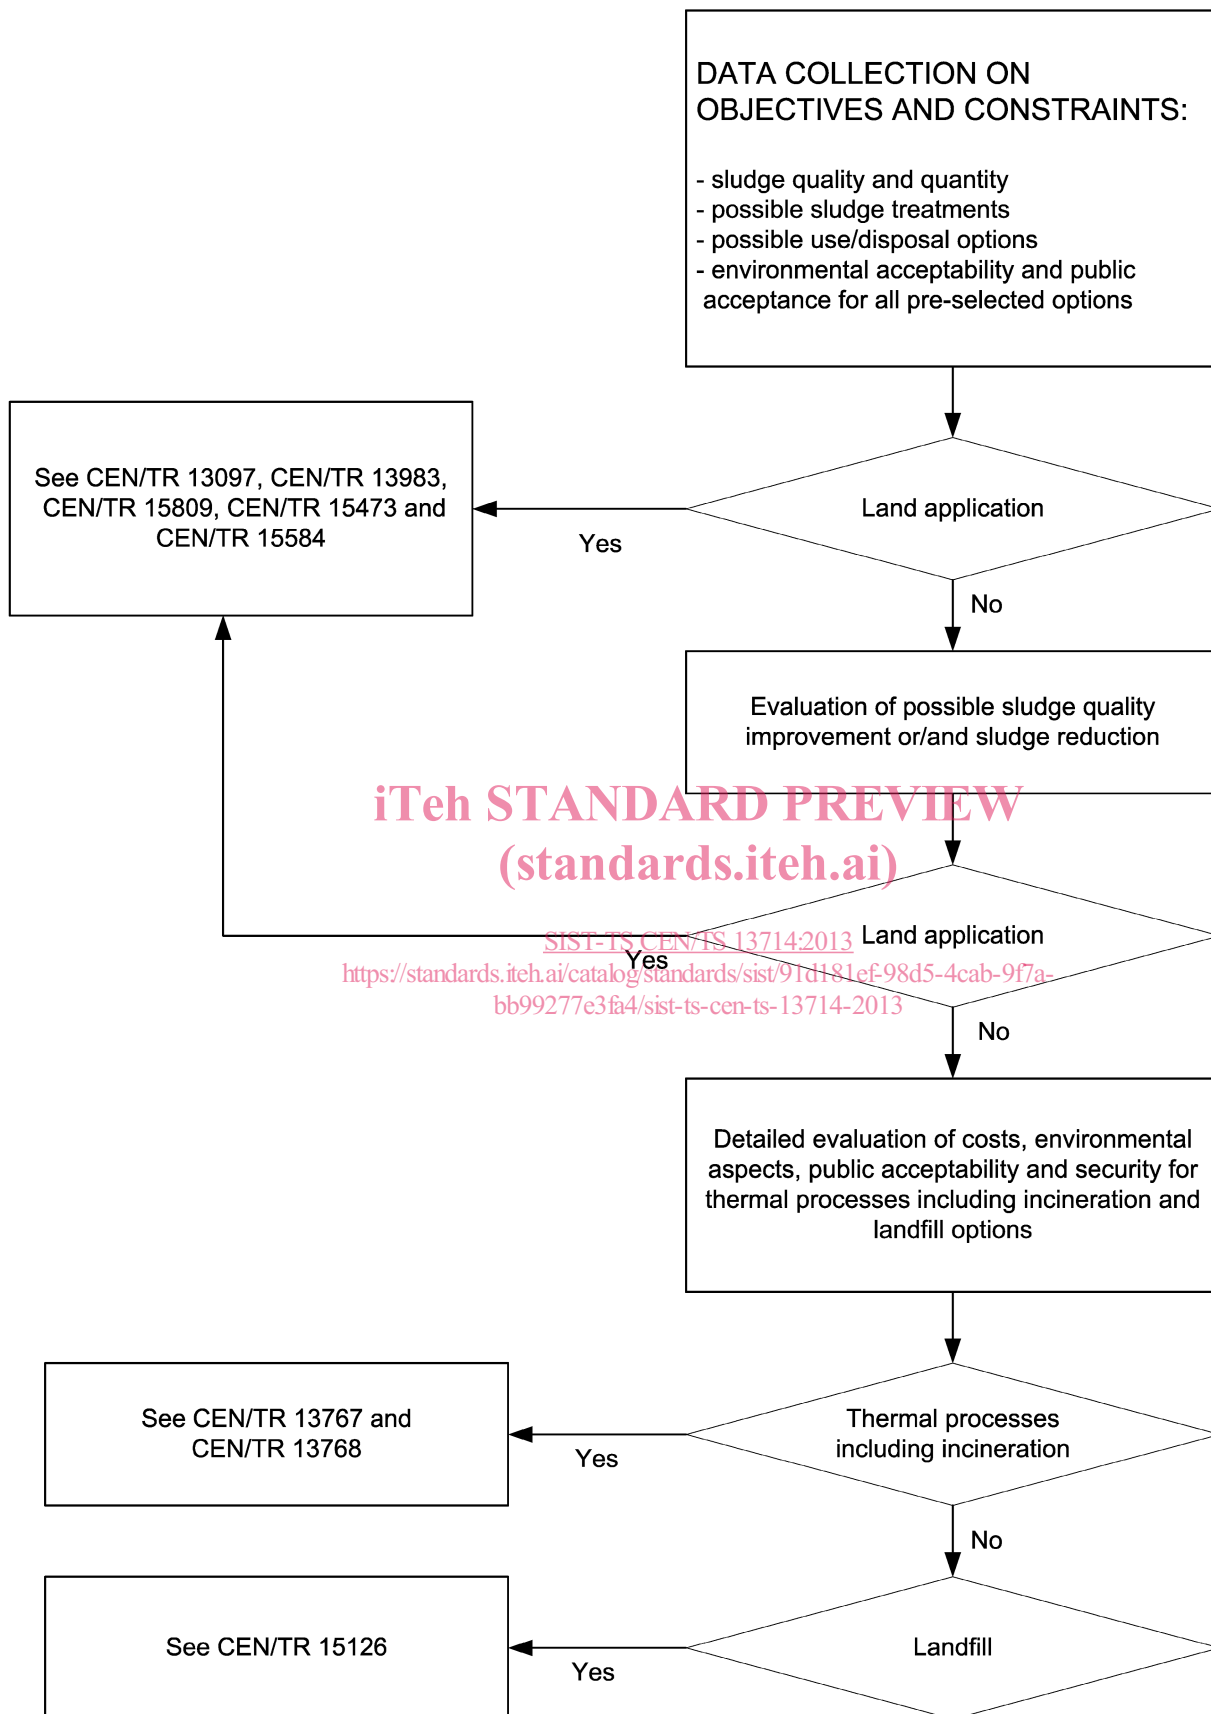 DATA COLLECTION ON
OBJECTIVES AND CONSTRAINTS:
- sludge quality and quantity
- possible sludge treatments
- possible use/disposal options
- environmental acceptability and public
acceptance for all pre-selected options
See CEN/TR 13097, CEN/TR 13983,
CEN/TR 15809, CEN/TR 15473 and
CEN/TR 15584
Land application
Yes
No
Evaluation of possible sludge quality
improvement or/and sludge reduction
iTeh STANDARD PREVIEW
(standards.iteh.ai)
Land application
SIST-TS CEN/TS 13714:2013
Yes
https://standards.iteh.ai/catalog/standards/sist/91d181ef-98d5-4cab-9f7a-
bb99277e3fa4/sist-ts-cen-ts-13714-2013
No
Detailed evaluation of costs, environmental
aspects, public acceptability and security for
thermal processes including incineration and
landfill options
See CEN/TR 13767 and
CEN/TR 13768
Thermal processes
including incineration
Yes
No
See CEN/TR 15126
Landfill
Yes